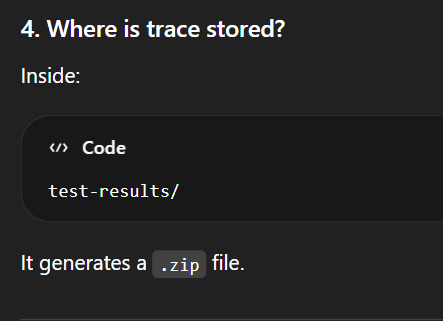 4. Where is trace stored?
Inside:
</> Code
test-results/
It generates a .zip file.